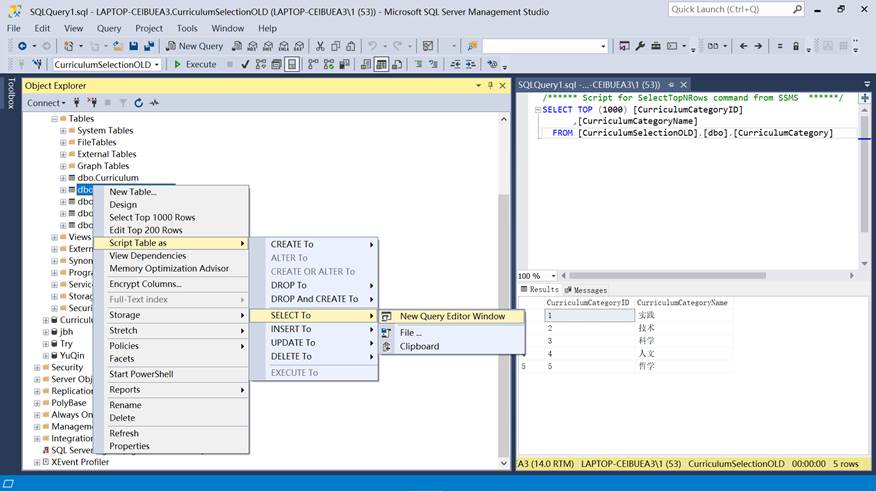 SQLQuery1.sql - LAPTOP-CEIBUEA3.CurriculumSelectionOLD (LAPTOP-CEIBUEA3\1 (53)) - Microsoft SQL Server Management Studio
Quick Launch (Ctrl+Q)
File Edit View Query Project Tools Window Help
New Query
CurriculumSelectionOLD Execute
Toolbox
Object Explorer
Connect
Tables
System Tables
FileTables
External Tables
Graph Tables
dbo.Curriculum
dbo
dbo
dbo
dbo
Views
Extern
Synon
Progra
Servic
Storag
Securi
Curricul
jbh
Try
YuQin
Security
Server Obj
Replication
PolyBase
Always On
Managem
Integration
SQL Serv
XEvent Profiler
New Table...
Design
Select Top 1000 Rows
Edit Top 200 Rows
Script Table as
View Dependencies
Memory Optimization Advisor
Encrypt Columns...
Full-Text index
Storage
Stretch
Policies
Facets
Start PowerShell
Reports
Rename
Delete
Refresh
Properties
CREATE To
ALTER To
CREATE OR ALTER To
DROP To
DROP And CREATE To
SELECT To
INSERT To
UPDATE To
DELETE To
EXECUTE To
New Query Editor Window
File ...
Clipboard
SQLQuery1.sql -...-CEIBUEA3\1 (53))
/****** Script for SelectTopNRows command from SSMS ******/
SELECT TOP (1000) [CurriculumCategoryID]
,[CurriculumCategoryName]
FROM [CurriculumSelectionOLD].[dbo].[CurriculumCategory]
100 %
Results Messages
CurriculumCategoryID CurriculumCategoryName
1 实践
2 技术
3 科学
4 人文
5 5 哲学
EA3 (14.0 RTM) LAPTOP-CEIBUEA3\1 (53) CurriculumSelectionOLD 00:00:00 5 rows